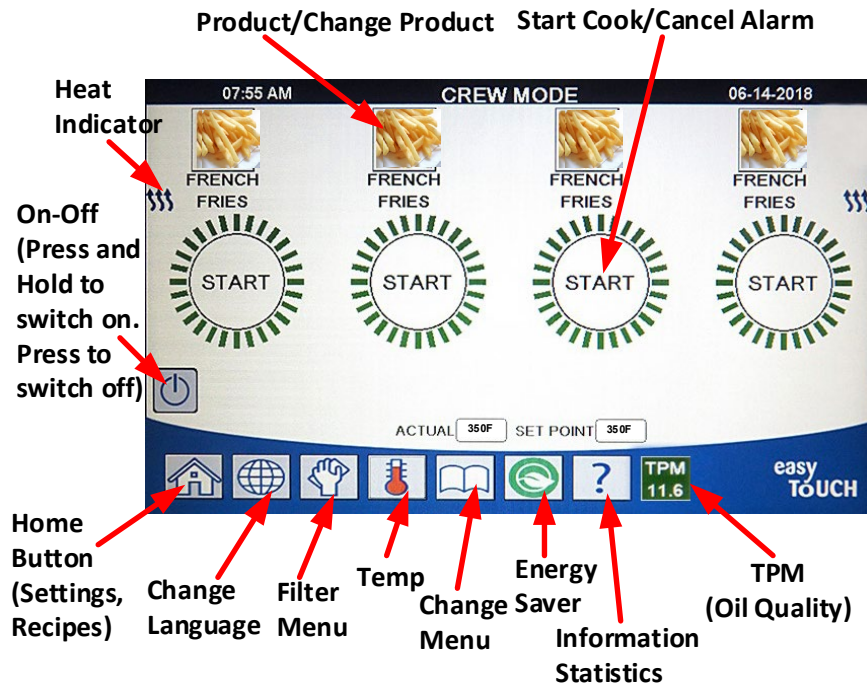 Product/Change Product
Start Cook/Cancel Alarm
Heat
Indicator
07:55 AM
CREW MODE
06-14-2018
FRENCH
FRIES
FRENCH
FRIES
FRENCH
FRIES
FRENCH
FRIES
On-Off
(Press and
Hold to
switch on.
Press to
switch off)
START
START
START
START
ACTUAL 350F SET POINT 350F
?
TPM
11.6
easy
ToUCH
Home
Button
(Settings,
Recipes)
Change
Language
Filter
Menu
Temp
Change
Menu
Energy
Saver
Information
Statistics
TPM
(Oil Quality)